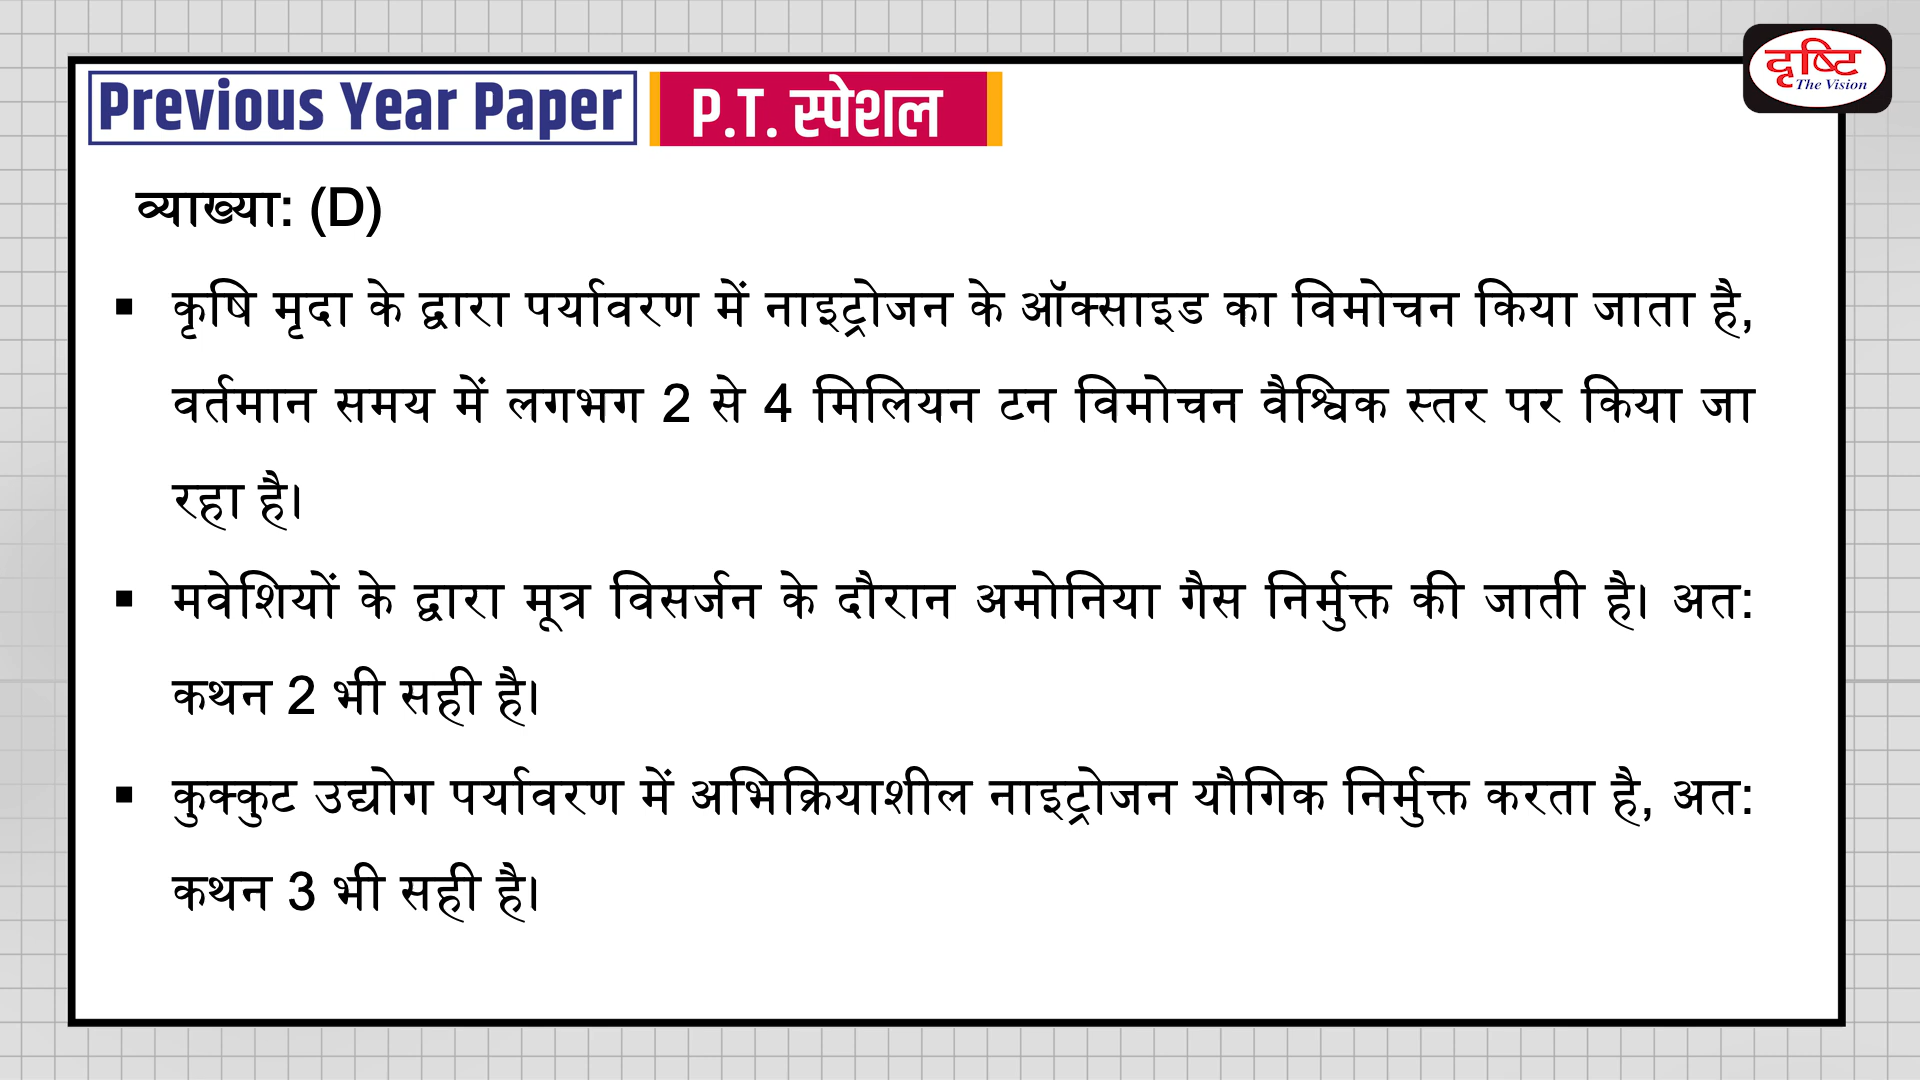 दृष्टि
The Vision
Previous Year Paper P.T. स्पेशल
व्याख्या: (D)
▪ कृषि मृदा के द्वारा पर्यावरण में नाइट्रोजन के ऑक्साइड का विमोचन किया जाता है,
वर्तमान समय में लगभग 2 से 4 मिलियन टन विमोचन वैश्विक स्तर पर किया जा
रहा है।
▪ मवेशियों के द्वारा मूत्र विसर्जन के दौरान अमोनिया गैस निर्मुक्त की जाती है। अत:
कथन 2 भी सही है।
▪ कुक्कुट उद्योग पर्यावरण में अभिक्रियाशील नाइट्रोजन यौगिक निर्मुक्त करता है, अत:
कथन 3 भी सही है।